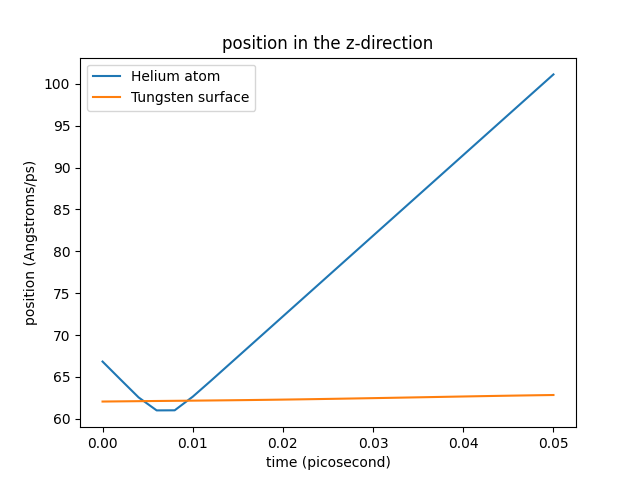 position in the z-direction
Helium atom
Tungsten surface
position (Angstroms/ps)
100
95
90
85
80
75
70
65
60
0.00 0.01 0.02 0.03 0.04 0.05
time (picosecond)